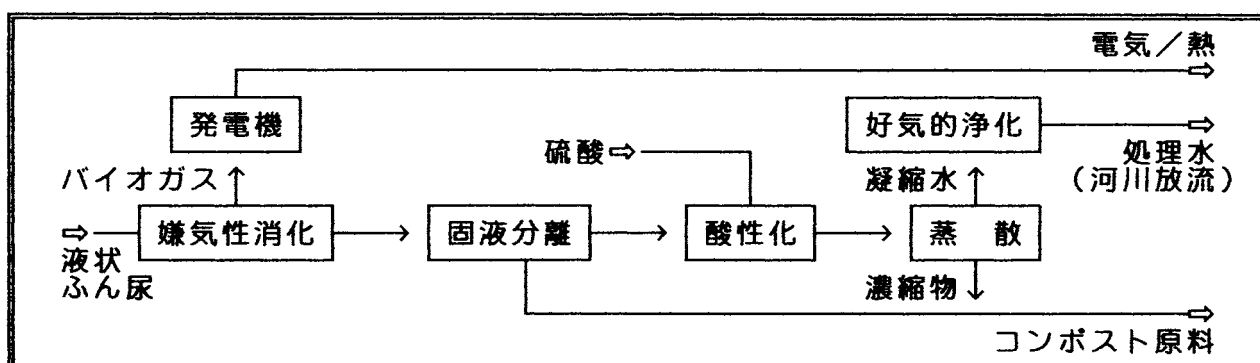 電気／熱
発電機
好気的浄化
硫酸⇨
処理水
（河川放流）
バイオガス
凝縮水
嫌気性消化
固液分離
酸性化
蒸　散
液状
ふん尿
濃縮物
コンポスト原料